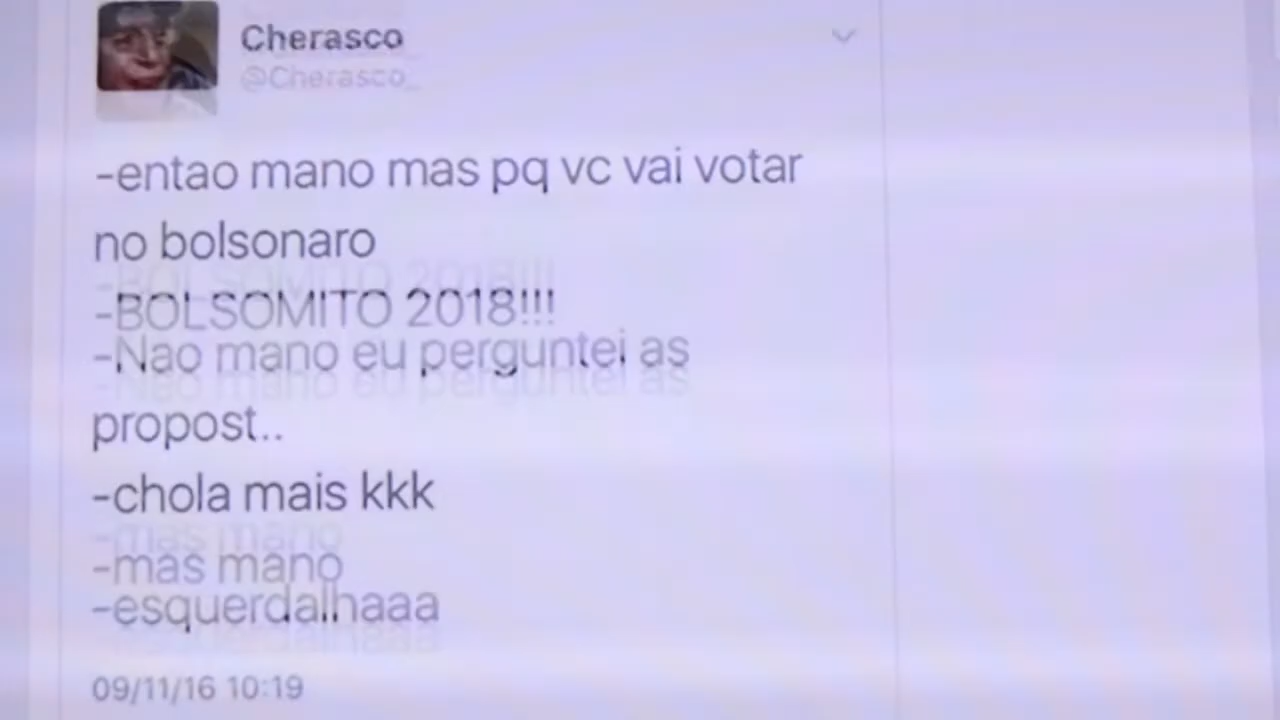 Cherasco
@Cherasco_
-entao mano mas pq vc vai votar
no bolsonaro
-BOLSOMITO 2018!!!
-Nao mano eu perguntei as
propost..
-chola mais kkk
-mas mano
-esquerdalhaaa
09/11/16 10:19